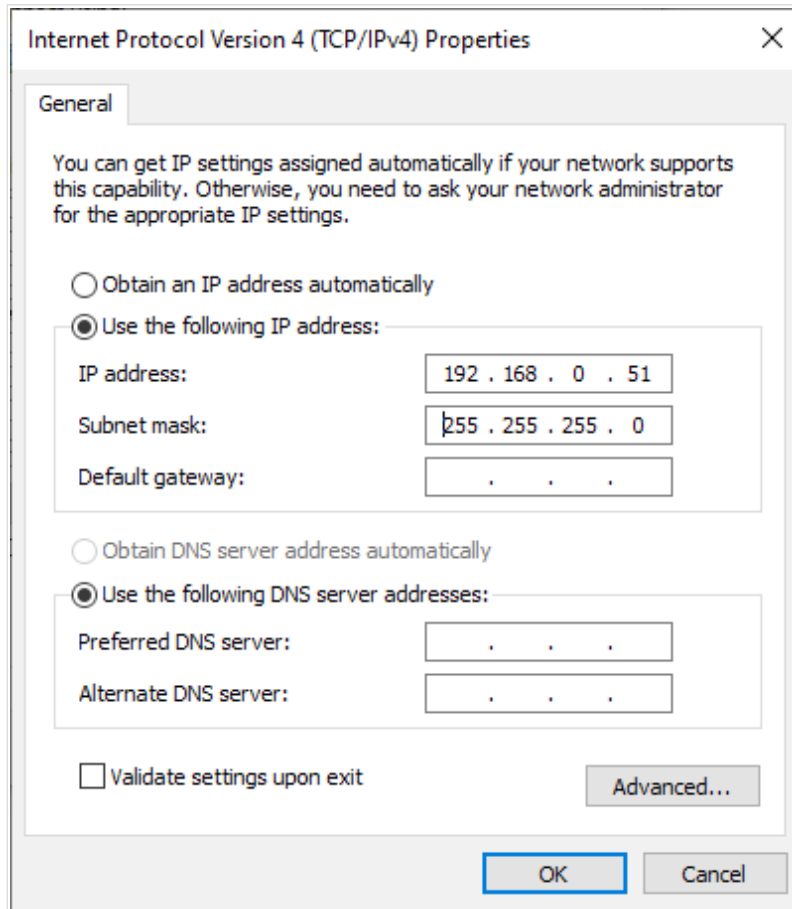 Internet Protocol Version 4 (TCP/IPv4) Properties
General
You can get IP settings assigned automatically if your network supports
this capability. Otherwise, you need to ask your network administrator
for the appropriate IP settings.
Obtain an IP address automatically
Use the following IP address:
IP address: 192 . 168 . 0 . 51
Subnet mask: 255 . 255 . 255 . 0
Default gateway: . . .
Obtain DNS server address automatically
Use the following DNS server addresses:
Preferred DNS server: . . .
Alternate DNS server: . . .
Validate settings upon exit
Advanced...
OK Cancel